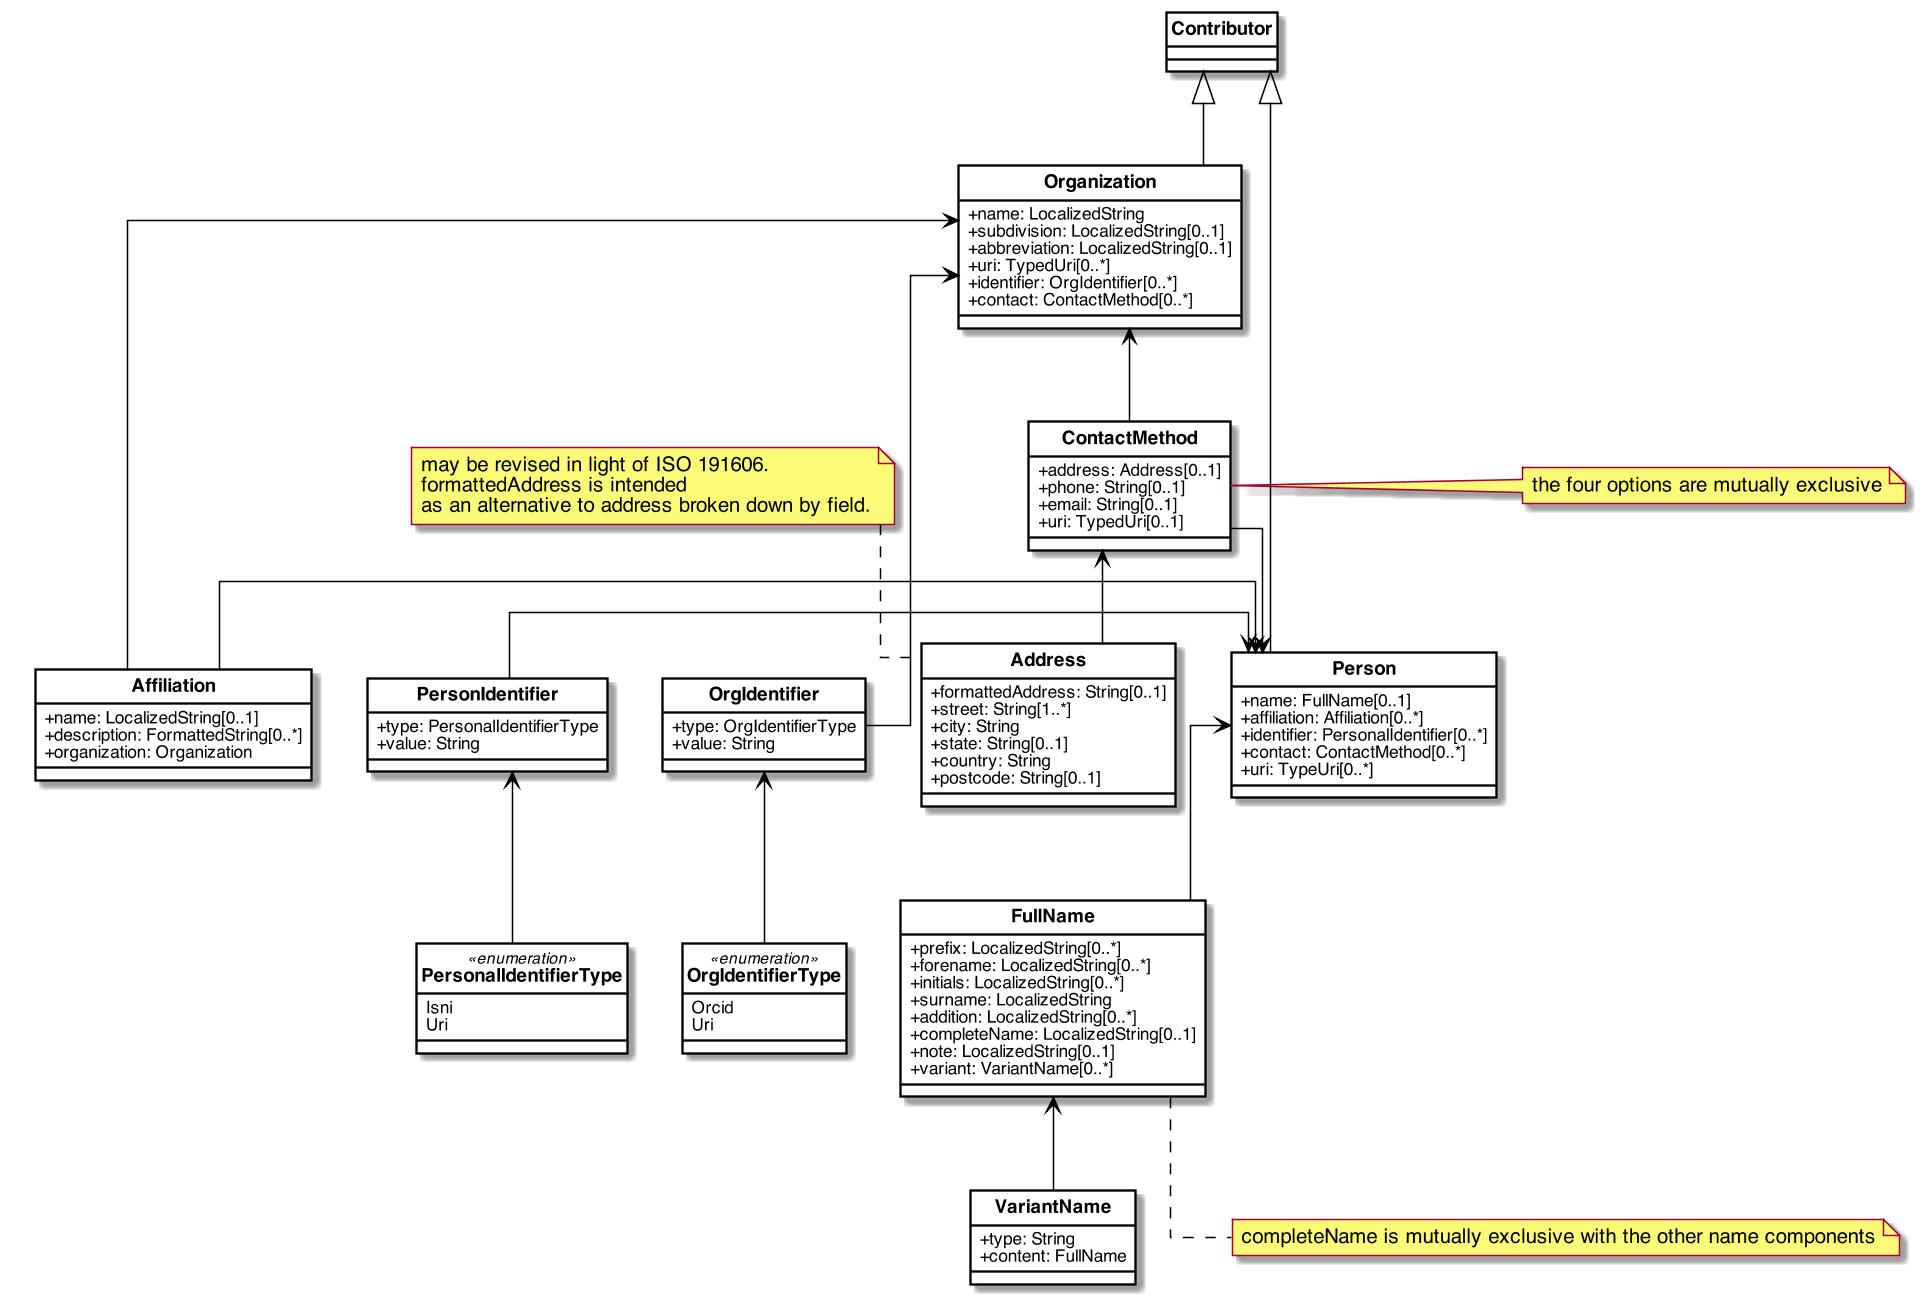 Contributor
Organization
+name: LocalizedString
+subdivision: LocalizedString[0..1]
+abbreviation: LocalizedString[0..1]
+uri: TypedUri[0..*]
+identifier: OrgIdentifier[0..*]
+contact: ContactMethod[0..*]
ContactMethod
+address: Address[0..1]
+phone: String[0..1]
+email: String[0..1]
+uri: TypedUri[0..1]
may be revised in light of ISO 191606.
formattedAddress is intended
as an alternative to address broken down by field.
the four options are mutually exclusive
Affiliation
+name: LocalizedString[0..1]
+description: FormattedString[0..*]
+organization: Organization
PersonIdentifier
+type: PersonalIdentifierType
+value: String
OrgIdentifier
+type: OrgIdentifierType
+value: String
Address
+formattedAddress: String[0..1]
+street: String[1..*]
+city: String
+state: String[0..1]
+country: String
+postcode: String[0..1]
Person
+name: FullName[0..1]
+affiliation: Affiliation[0..*]
+identifier: PersonalIdentifier[0..*]
+contact: ContactMethod[0..*]
+uri: TypeUri[0..*]
«enumeration»
PersonalIdentifierType
Isni
Uri
«enumeration»
OrgIdentifierType
Orcid
Uri
FullName
+prefix: LocalizedString[0..*]
+forename: LocalizedString[0..*]
+initials: LocalizedString[0..*]
+surname: LocalizedString
+addition: LocalizedString[0..*]
+completeName: LocalizedString[0..1]
+note: LocalizedString[0..1]
+variant: VariantName[0..*]
VariantName
+type: String
+content: FullName
completeName is mutually exclusive with the other name components